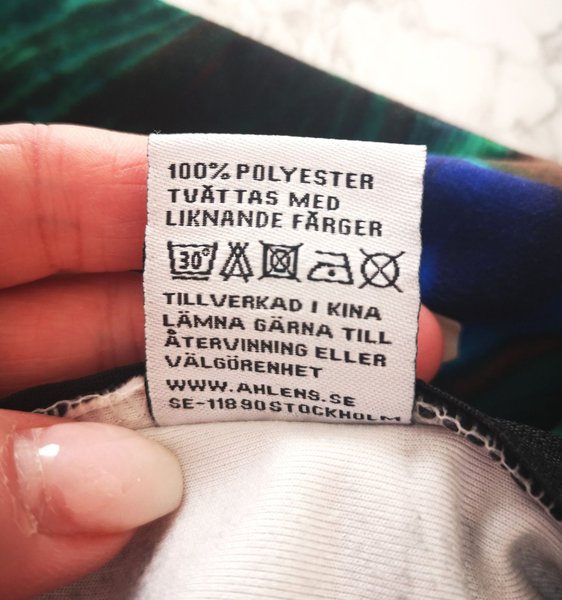 100% POLYESTER
TVÄTTAS MED
LIKNANDE FÄRGER
30°
TILLVERKAD I KINA
LÄMNA GÄRNA TILL
ÅTERVINNING ELLER
VÄLGÖRENHET
WWW.AHLENS.SE
SE-118 90 STOCKHOLM